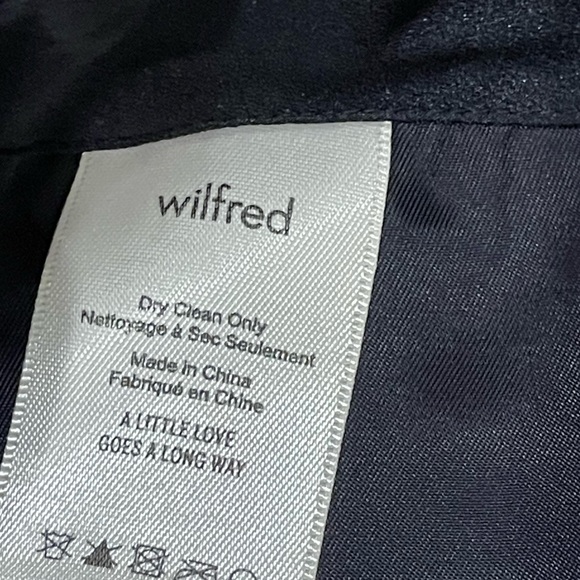 wilfred
Dry Clean Only
Nettoyage à Sec Seulement
Made in China
Fabriqué en Chine
A LITTLE LOVE
GOES A LONG WAY